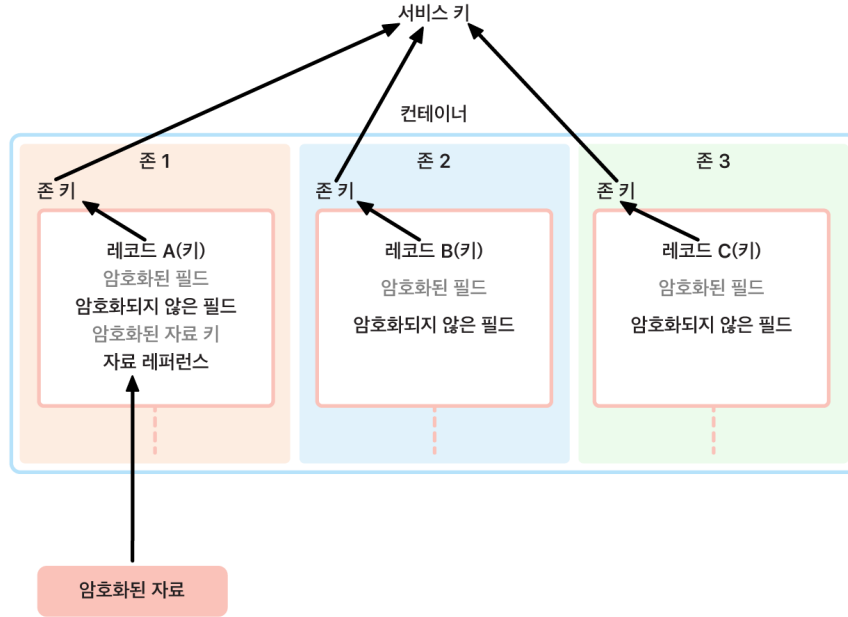 서비스 키
컨테이너
존 1
존 키
레코드 A(키)
암호화된 필드
암호화되지 않은 필드
암호화된 자료 키
자료 레퍼런스
존 2
존 키
레코드 B(키)
암호화된 필드
암호화되지 않은 필드
존 3
존 키
레코드 C(키)
암호화된 필드
암호화되지 않은 필드
암호화된 자료